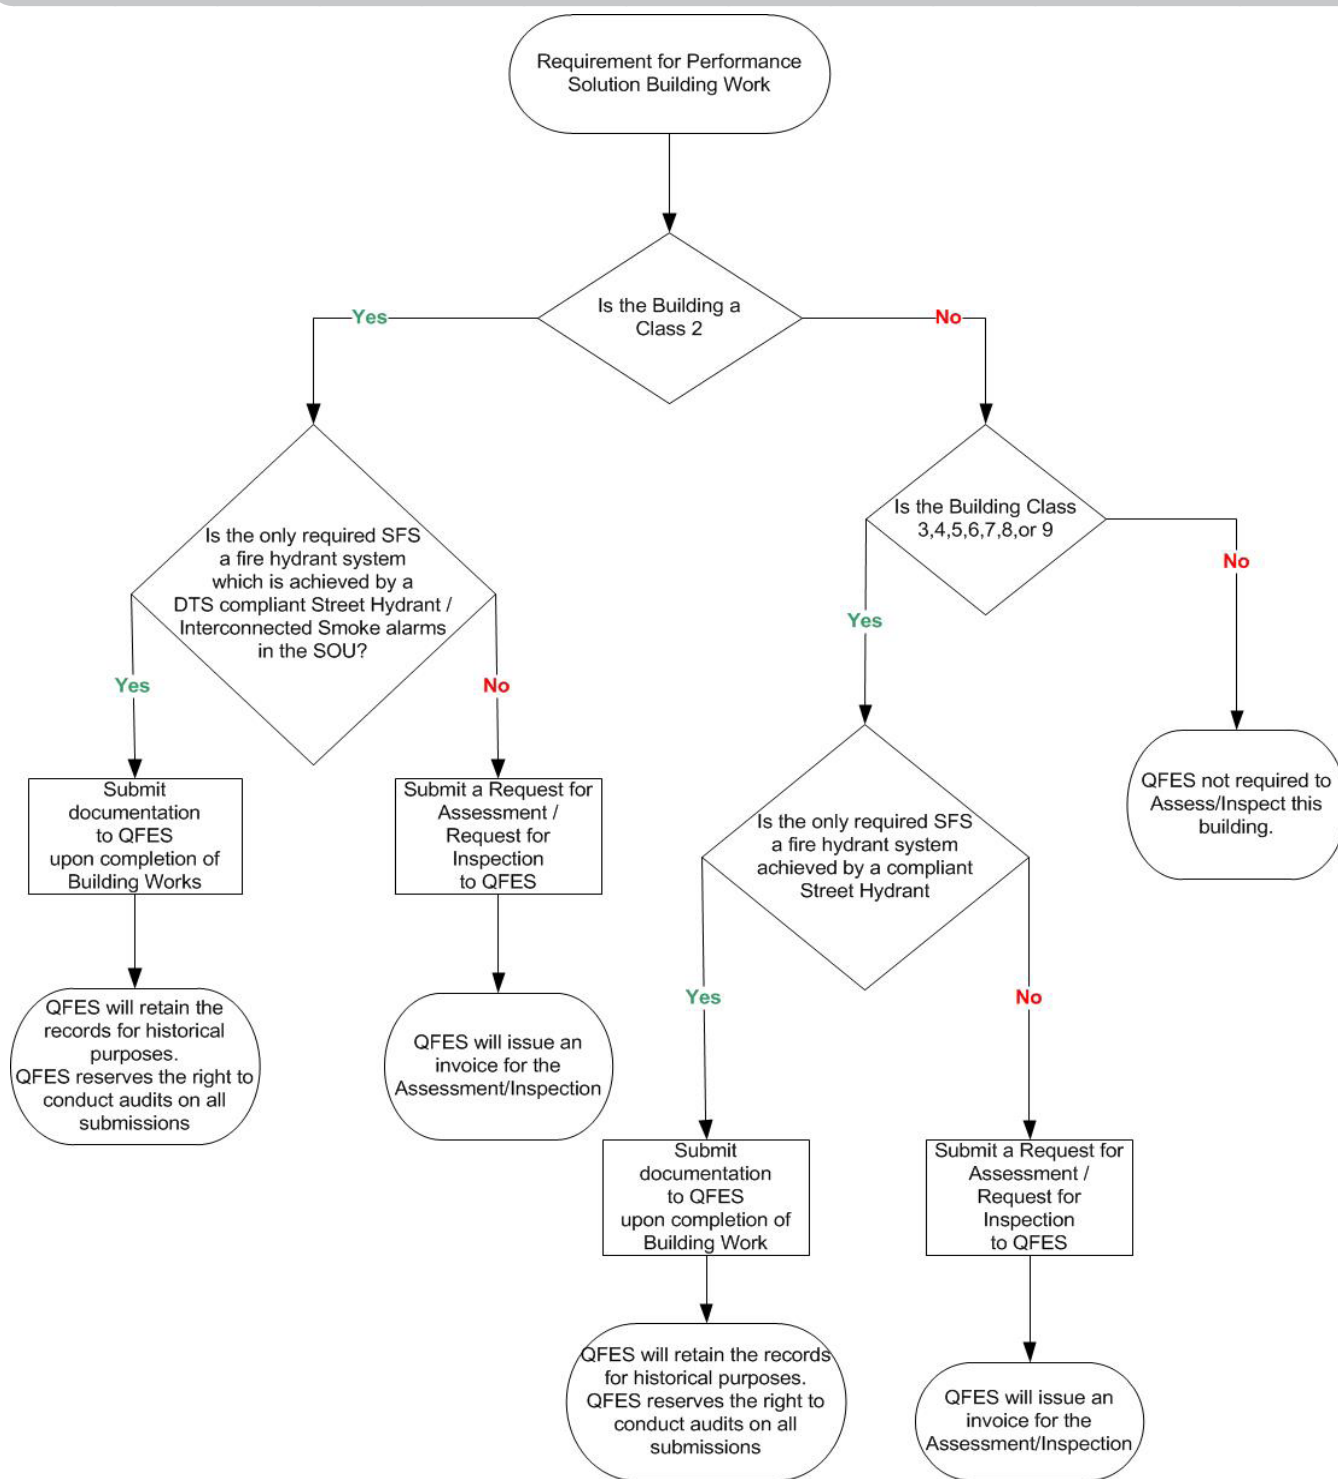 Requirement for Performance
Solution Building Work
Is the Building a
Class 2
Yes
No
Is the only required SFS
a fire hydrant system
which is achieved by a
DTS compliant Street Hydrant /
Interconnected Smoke alarms
in the SOU?
Is the Building Class
3,4,5,6,7,8,or 9
No
Yes
Yes
No
Submit
documentation
to QFES
upon completion of
Building Works
Submit a Request for
Assessment /
Request for
Inspection
to QFES
QFES not required to
Assess/Inspect this
building.
Is the only required SFS
a fire hydrant system
achieved by a compliant
Street Hydrant
QFES will retain the
records for historical
purposes.
QFES reserves the right to
conduct audits on all
submissions
QFES will issue an
invoice for the
Assessment/Inspection
Yes
No
Submit
documentation
to QFES
upon completion of
Building Work
Submit a Request for
Assessment /
Request for
Inspection
to QFES
QFES will retain the records
for historical purposes.
QFES reserves the right to
conduct audits on all
submissions
QFES will issue an
invoice for the
Assessment/Inspection